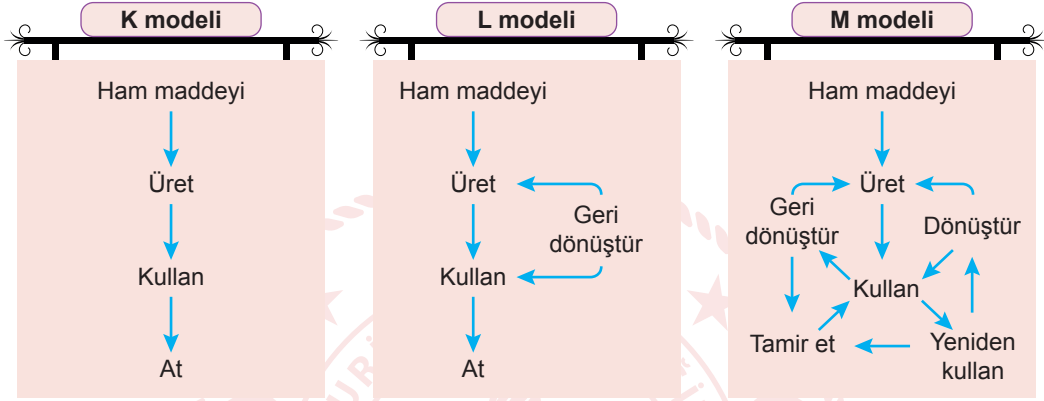 K modeli
Ham maddeyi
Üret
Kullan
At
L modeli
Ham maddeyi
Üret
Geri
dönüştür
Kullan
At
M modeli
Ham maddeyi
Üret
Geri
dönüştür
Dönüştür
Kullan
Tamir et
Yeniden
kullan